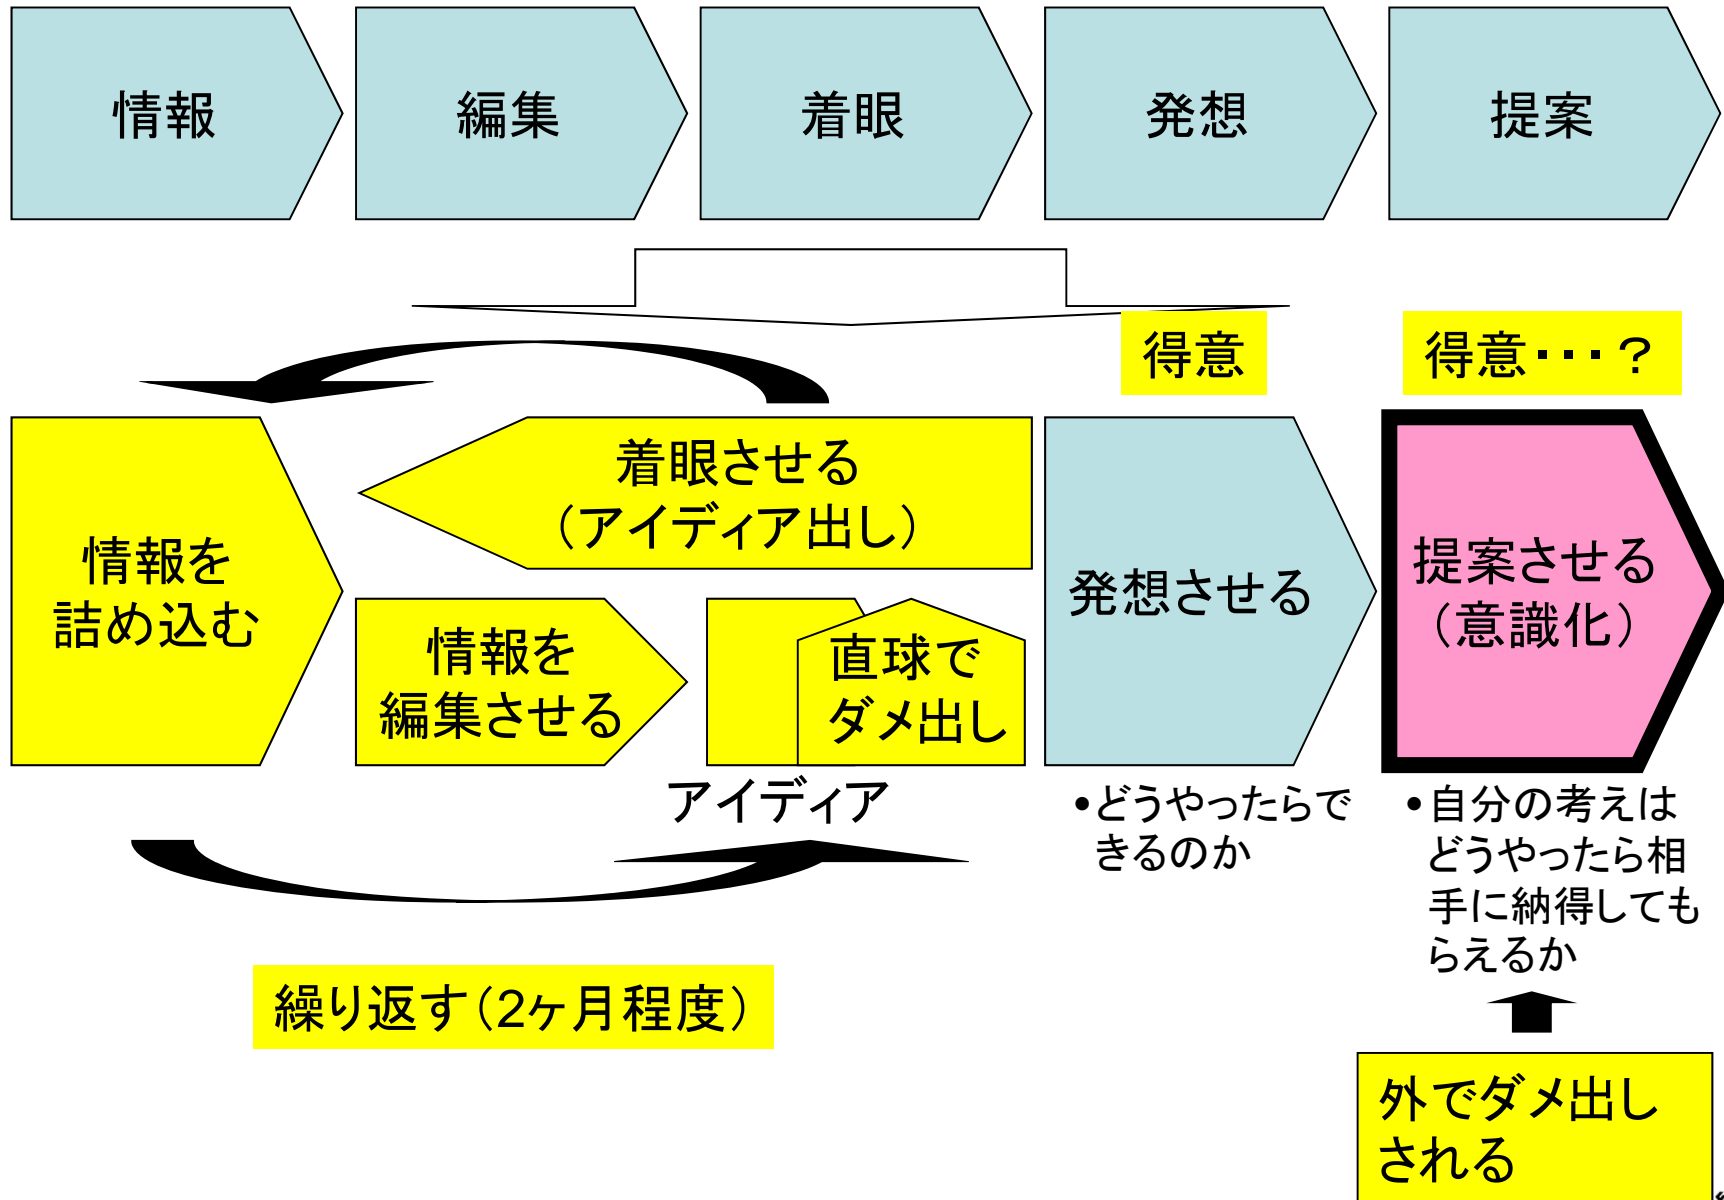 情報
編集
着眼
発想
提案
得意
得意・・・？
情報を
詰め込む
着眼させる
（アイディア出し）
情報を
編集させる
直球で
ダメ出し
アイディア
発想させる
提案させる
（意識化）
•どうやったらで
きるのか
•自分の考えは
どうやったら相
手に納得しても
らえるか
繰り返す（2ヶ月程度）
外でダメ出し
される